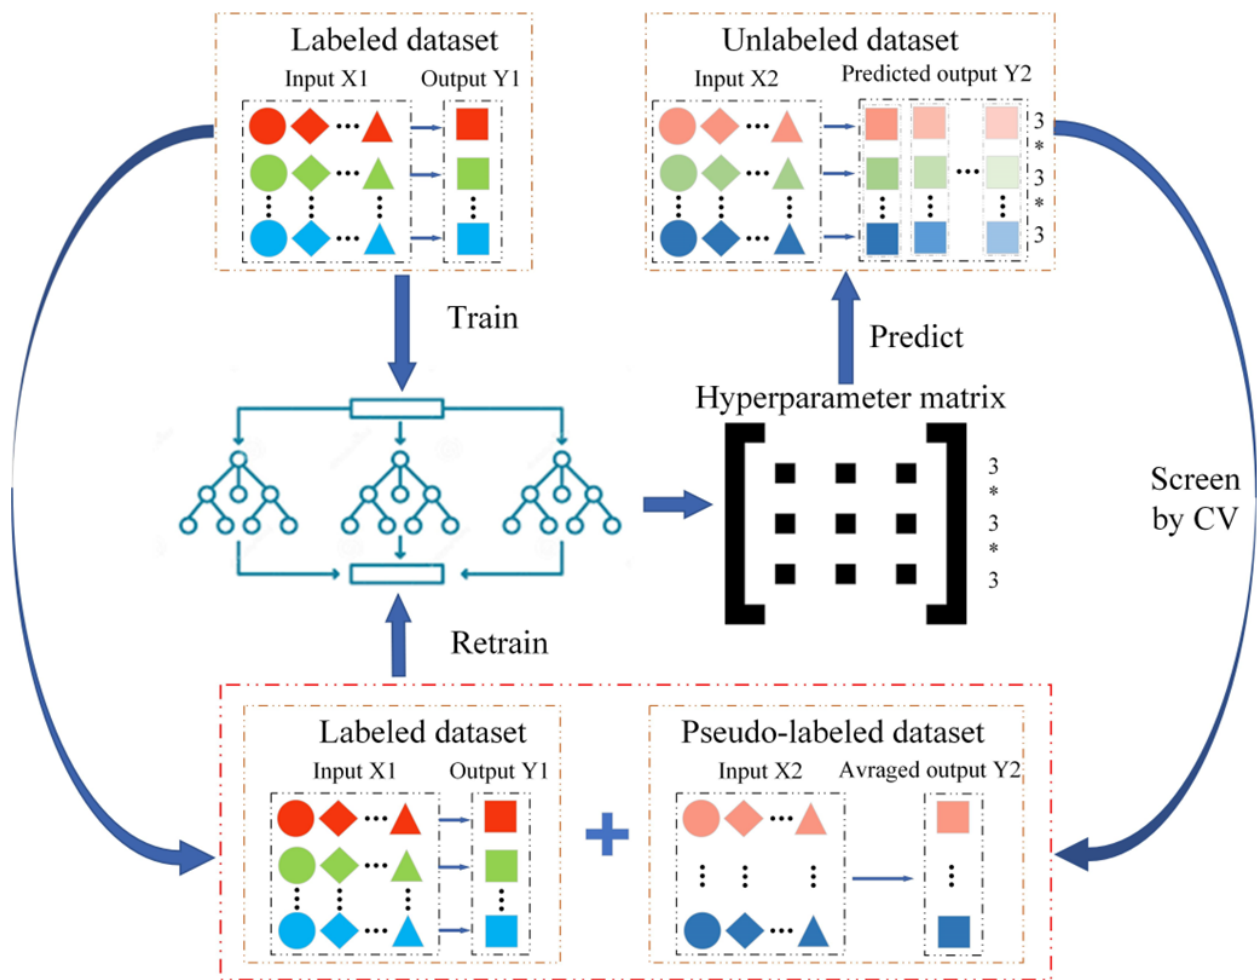 Labeled dataset
Input X1
Output Y1
Unlabeled dataset
Input X2
Predicted output Y2
3
*
3
*
3
Train
Predict
Hyperparameter matrix
3
*
3
*
3
Screen
by CV
Retrain
Labeled dataset
Input X1
Output Y1
Pseudo-labeled dataset
Input X2
Avraged output Y2